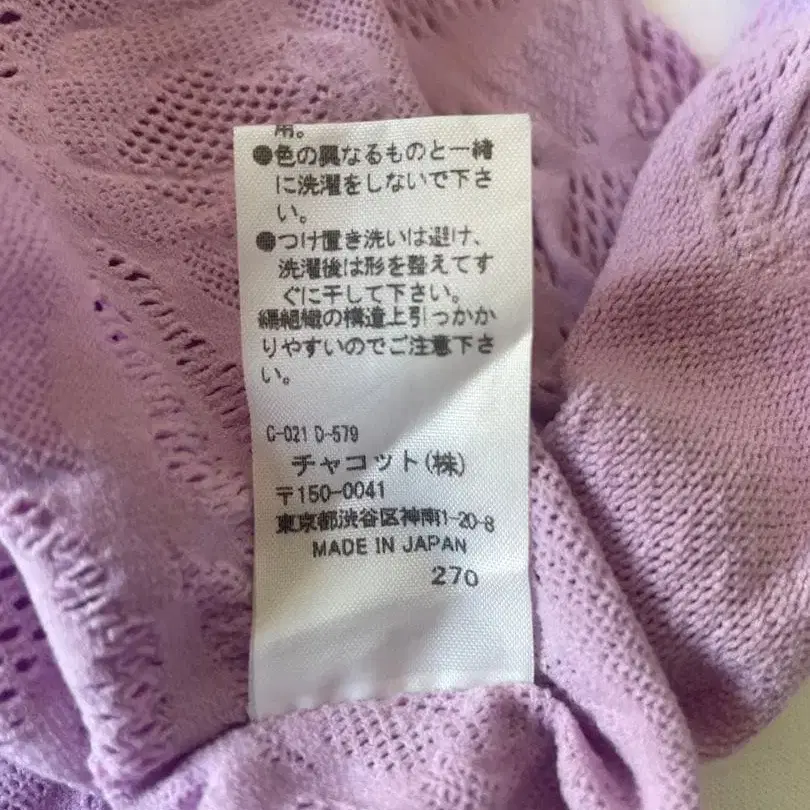 用。
●色の異なるものと一緒
に洗濯をしないで下さ
い。
●つけ置き洗いは避け、
洗濯後は形を整えてす
ぐに干して下さい。
編組織の構造上引っかか
りやすいのでご注意下さ
い。
C-021 D-579
チャコット(株)
〒150-0041
東京都渋谷区神南1-20-8
MADE IN JAPAN
270